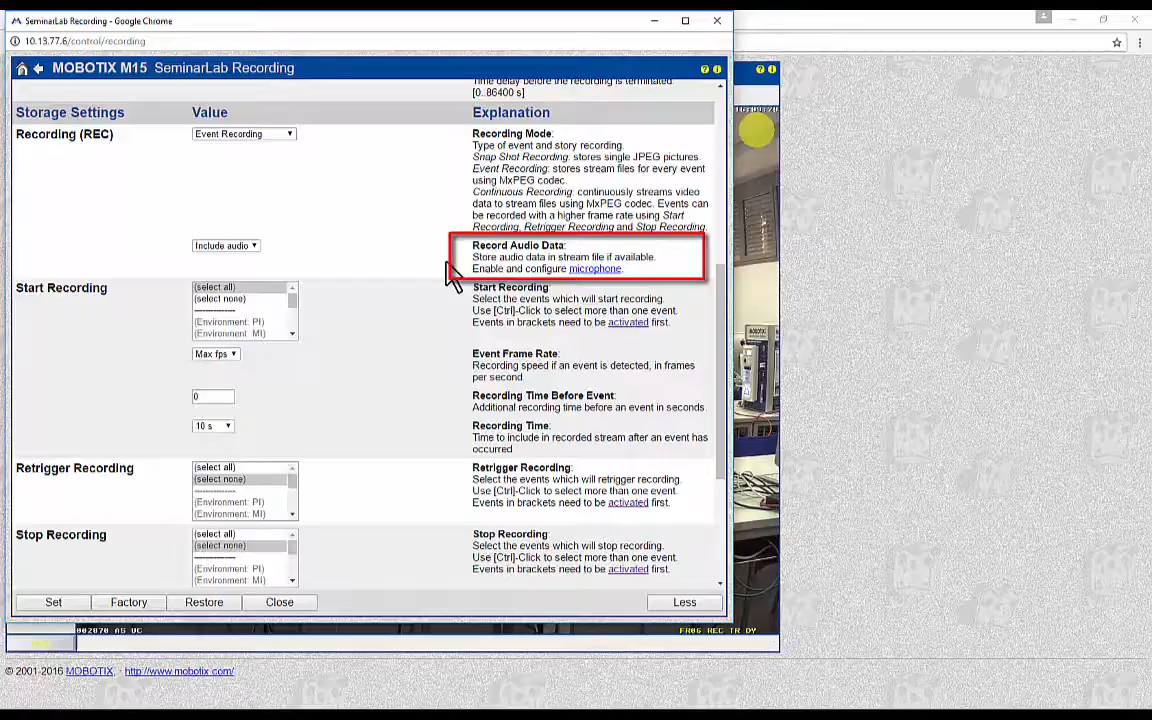 SeminarLab Recording - Google Chrome
10.13.77.6/control/recording
MOBOTIX M15 SeminarLab Recording
Time delay before the recording is terminated
[0..86400 s]
Storage Settings Value Explanation
Recording (REC) Event Recording Recording Mode:
Type of event and story recording.
Snap Shot Recording: stores single JPEG pictures.
Event Recording: stores stream files for every event
using MxPEG codec.
Continuous Recording: continuously streams video
data to stream files using MxPEG codec. Events can
be recorded with a higher frame rate using Start
Recording, Retrigger Recording and Stop Recording.
Include audio Record Audio Data:
Store audio data in stream file if available.
Enable and configure microphone.
Start Recording (select all) Start Recording:
(select none) Select the events which will start recording.
-------------- Use [Ctrl]-Click to select more than one event.
(Environment: PI) Events in brackets need to be activated first.
(Environment: MI)
Max fps Event Frame Rate:
Recording speed if an event is detected, in frames
per second.
0 Recording Time Before Event:
Additional recording time before an event in seconds.
10 s Recording Time:
Time to include in recorded stream after an event has
occurred
Retrigger Recording (select all) Retrigger Recording:
(select none) Select the events which will retrigger recording.
-------------- Use [Ctrl]-Click to select more than one event.
(Environment: PI) Events in brackets need to be activated first.
(Environment: MI)
Stop Recording (select all) Stop Recording:
(select none) Select the events which will stop recording.
-------------- Use [Ctrl]-Click to select more than one event.
(Environment: PI) Events in brackets need to be activated first.
(Environment: MI)
Set Factory Restore Close Less
© 2001-2016 MOBOTIX, · http://www.mobotix.com/